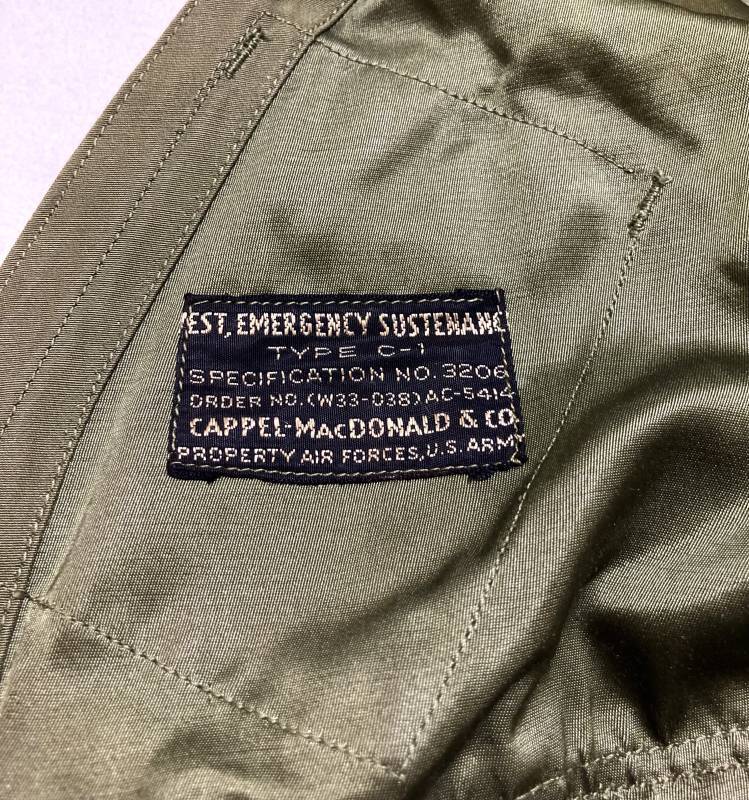 EST, EMERGENCY SUSTENANC
TYPE C-1
SPECIFICATION NO. 3206
ORDER NO. (W33-038) AC-5414
CAPPEL-MACDONALD & CO
PROPERTY AIR FORCES, U.S. ARMY